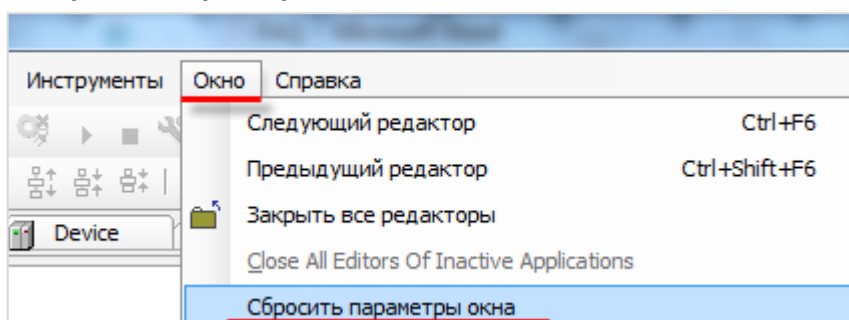 Инструменты Окно Справка
Следующий редактор Ctrl+F6
Предыдущий редактор Ctrl+Shift+F6
Закрыть все редакторы
Device
Close All Editors Of Inactive Applications
Сбросить параметры окна